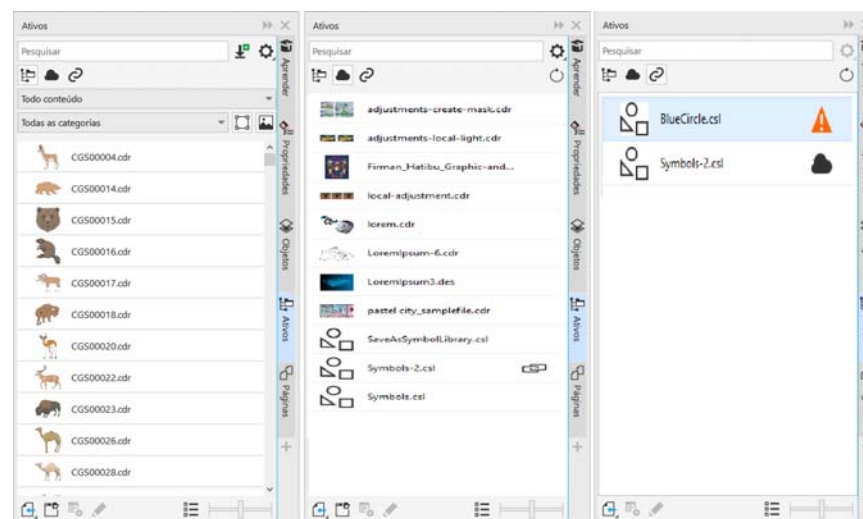 Ativos
Pesquisar
Todo conteúdo
Todas as categorias
CGS00004.cdr
CGS00014.cdr
CGS00015.cdr
CGS00016.cdr
CGS00017.cdr
CGS00018.cdr
CGS00020.cdr
CGS00022.cdr
CGS00023.cdr
CGS00026.cdr
CGS00028.cdr
Aprender
Propriedades
Objetos
Ativos
Páginas
Ativos
Pesquisar
adjustments-create-mask.cdr
adjustments-local-light.cdr
Firman_Hatibu_Graphic-and...
local-adjustment.cdr
lorem.cdr
LoremIpsum-6.cdr
LoremIpsum3.des
pastel city_samplefile.cdr
SaveAsSymbolLibrary.csl
Symbols-2.csl
Symbols.csl
Aprender
Propriedades
Objetos
Ativos
Páginas
Ativos
Pesquisar
BlueCircle.csl
Symbols-2.csl